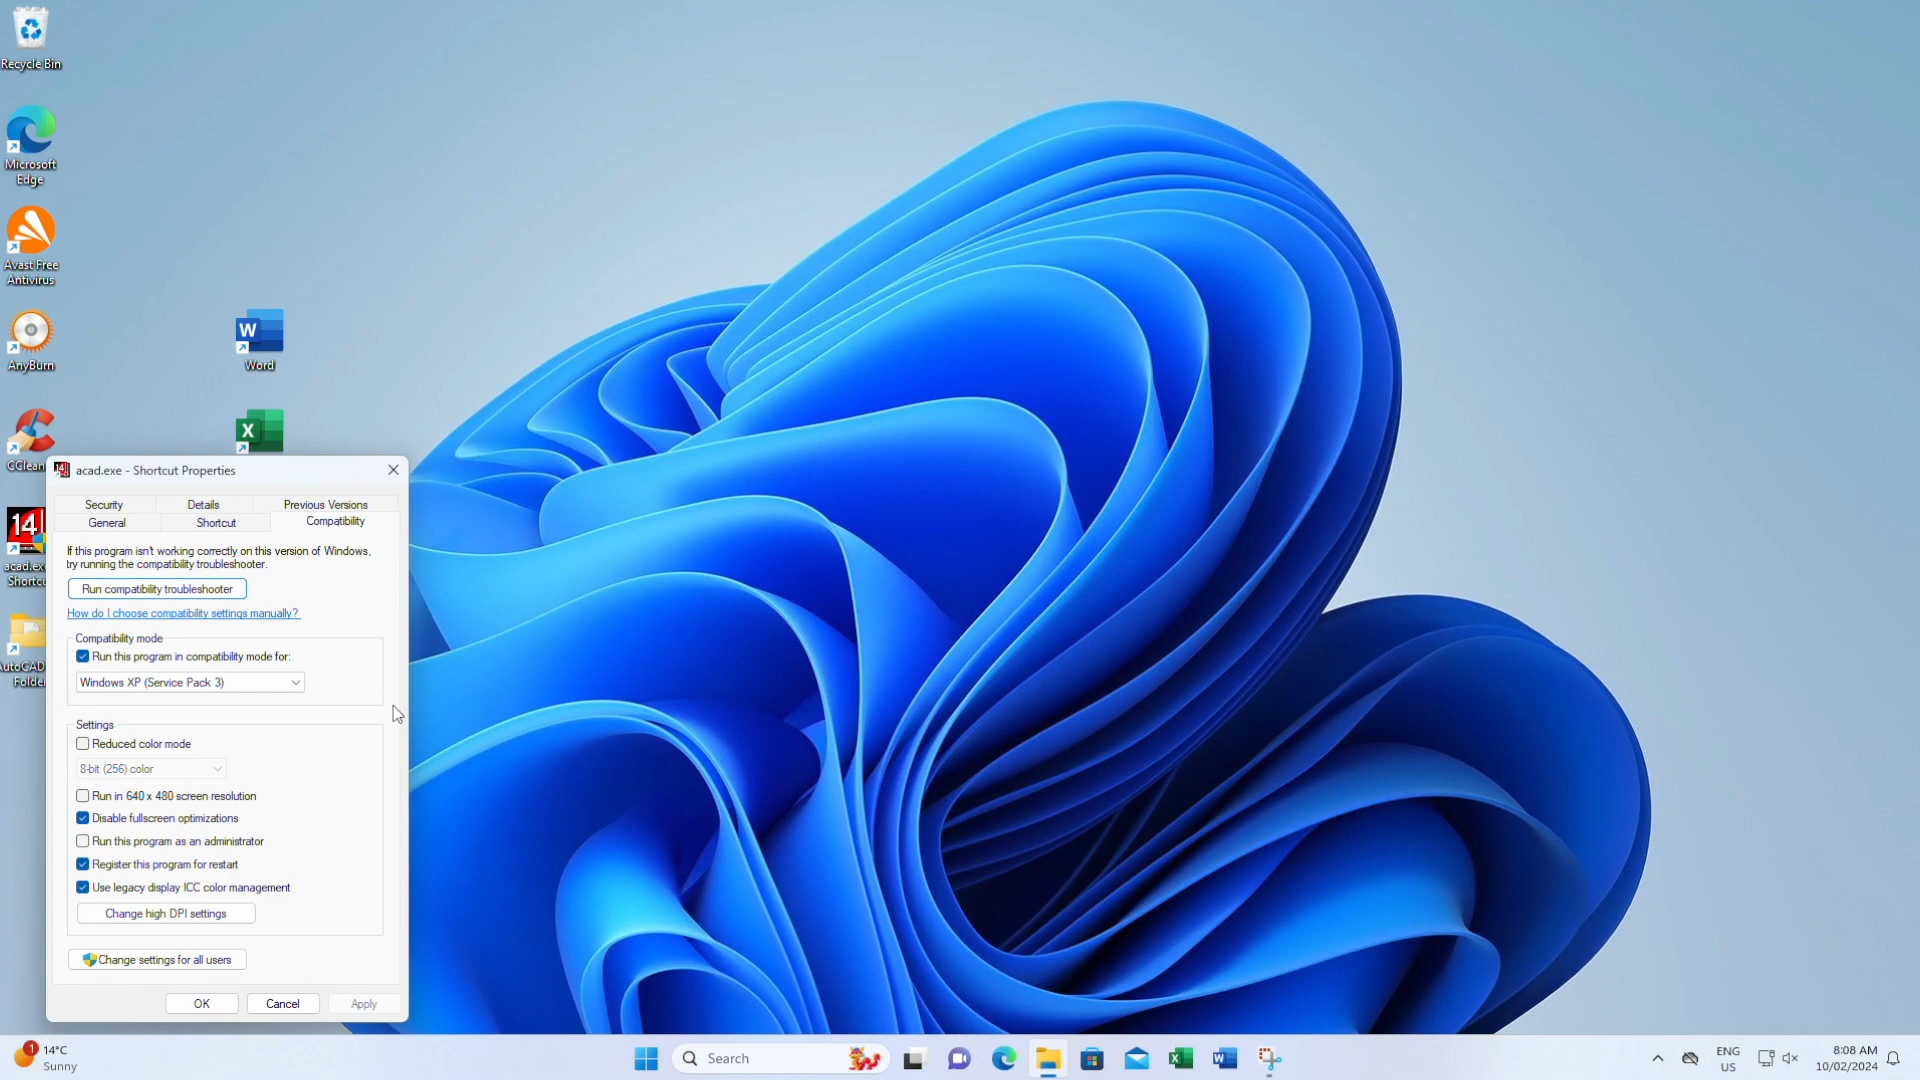 Recycle Bin
Microsoft
Edge
Avast Free
Antivirus
AnyBurn
Word
acad.exe - Shortcut Properties
Security
Details
Previous Versions
General
Shortcut
Compatibility
If this program isn't working correctly on this version of Windows,
try running the compatibility troubleshooter.
Run compatibility troubleshooter
How do I choose compatibility settings manually?
Compatibility mode
Run this program in compatibility mode for:
Windows XP (Service Pack 3)
Settings
Reduced color mode
8-bit (256) color
Run in 640 x 480 screen resolution
Disable fullscreen optimizations
Run this program as an administrator
Register this program for restart
Use legacy display ICC color management
Change high DPI settings
Change settings for all users
OK
Cancel
Apply
1
14°C
Sunny
Search
ENG
US
8:08 AM
10/02/2024